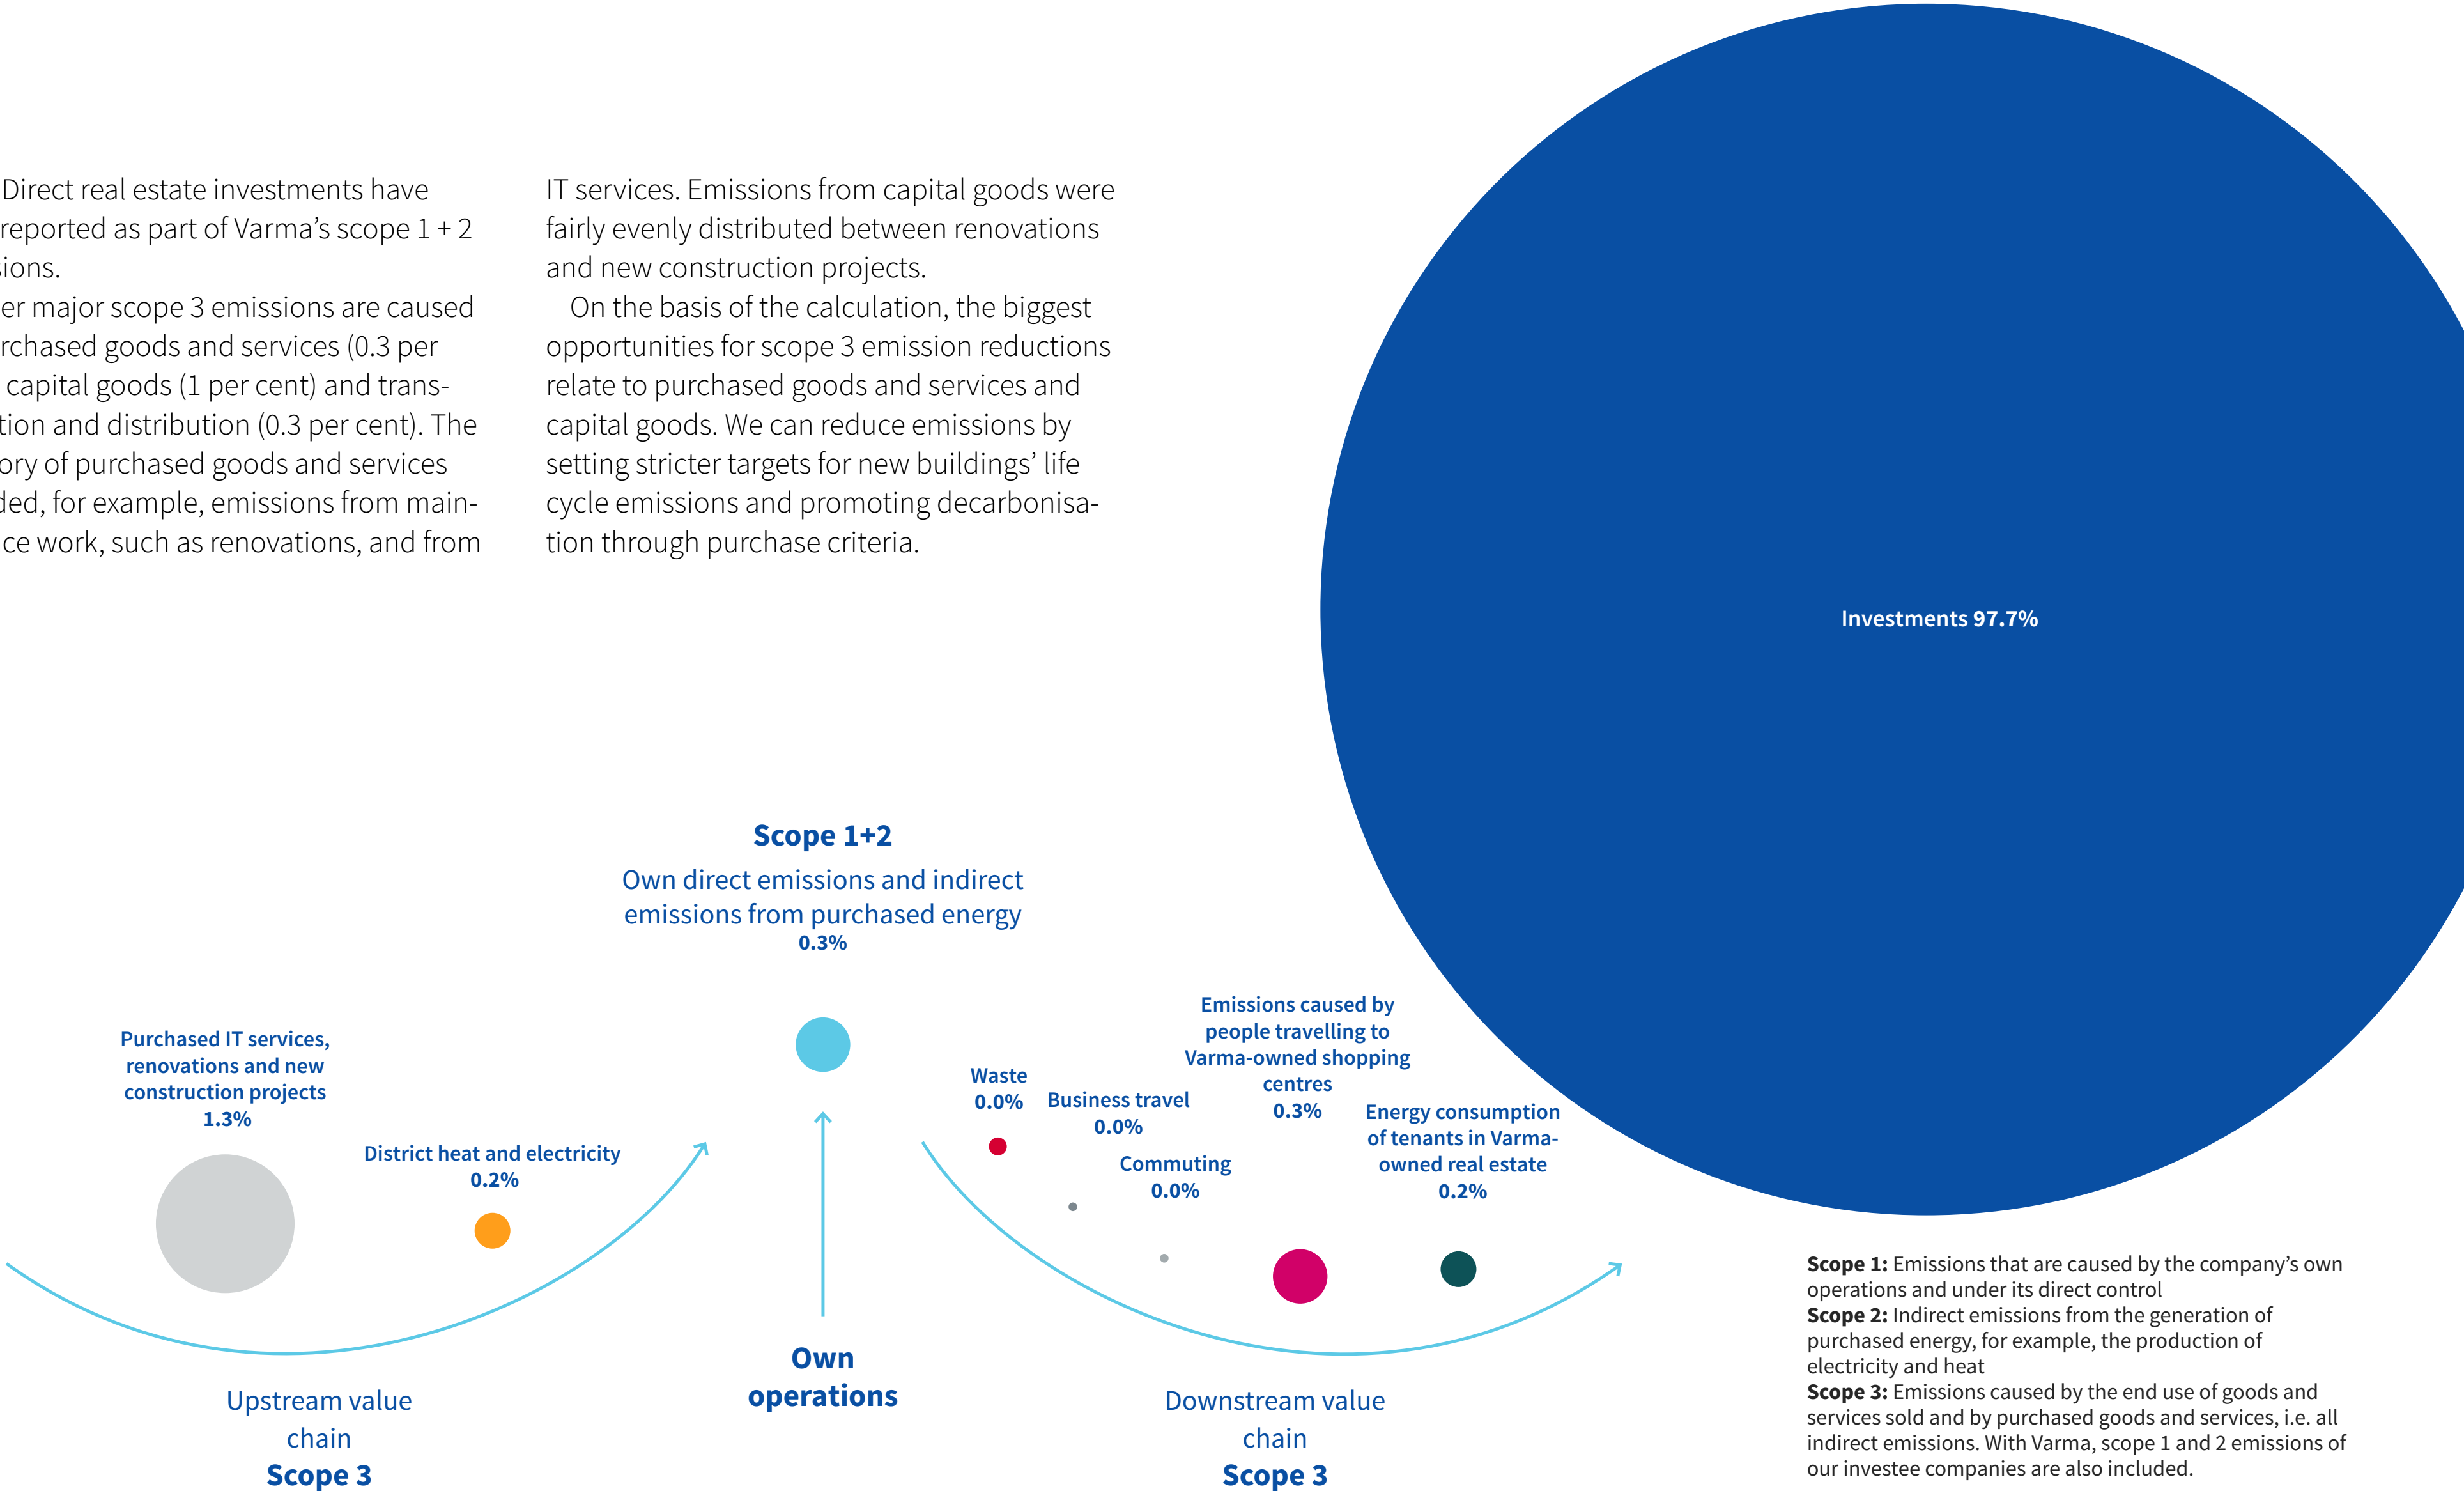 Direct real estate investments have
reported as part of Varma’s scope 1 + 2
sions.
er major scope 3 emissions are caused
rchased goods and services (0.3 per
capital goods (1 per cent) and trans-
tion and distribution (0.3 per cent). The
ory of purchased goods and services
ded, for example, emissions from main-
ce work, such as renovations, and from
IT services. Emissions from capital goods were
fairly evenly distributed between renovations
and new construction projects.
On the basis of the calculation, the biggest
opportunities for scope 3 emission reductions
relate to purchased goods and services and
capital goods. We can reduce emissions by
setting stricter targets for new buildings’ life
cycle emissions and promoting decarbonisa-
tion through purchase criteria.
Investments 97.7%
Scope 1+2
Own direct emissions and indirect
emissions from purchased energy
0.3%
Purchased IT services,
renovations and new
construction projects
1.3%
District heat and electricity
0.2%
Waste
0.0%
Business travel
0.0%
Commuting
0.0%
Emissions caused by
people travelling to
Varma-owned shopping
centres
0.3%
Energy consumption
of tenants in Varma-
owned real estate
0.2%
Upstream value
chain
Scope 3
Own
operations
Downstream value
chain
Scope 3
Scope 1: Emissions that are caused by the company’s own
operations and under its direct control
Scope 2: Indirect emissions from the generation of
purchased energy, for example, the production of
electricity and heat
Scope 3: Emissions caused by the end use of goods and
services sold and by purchased goods and services, i.e. all
indirect emissions. With Varma, scope 1 and 2 emissions of
our investee companies are also included.